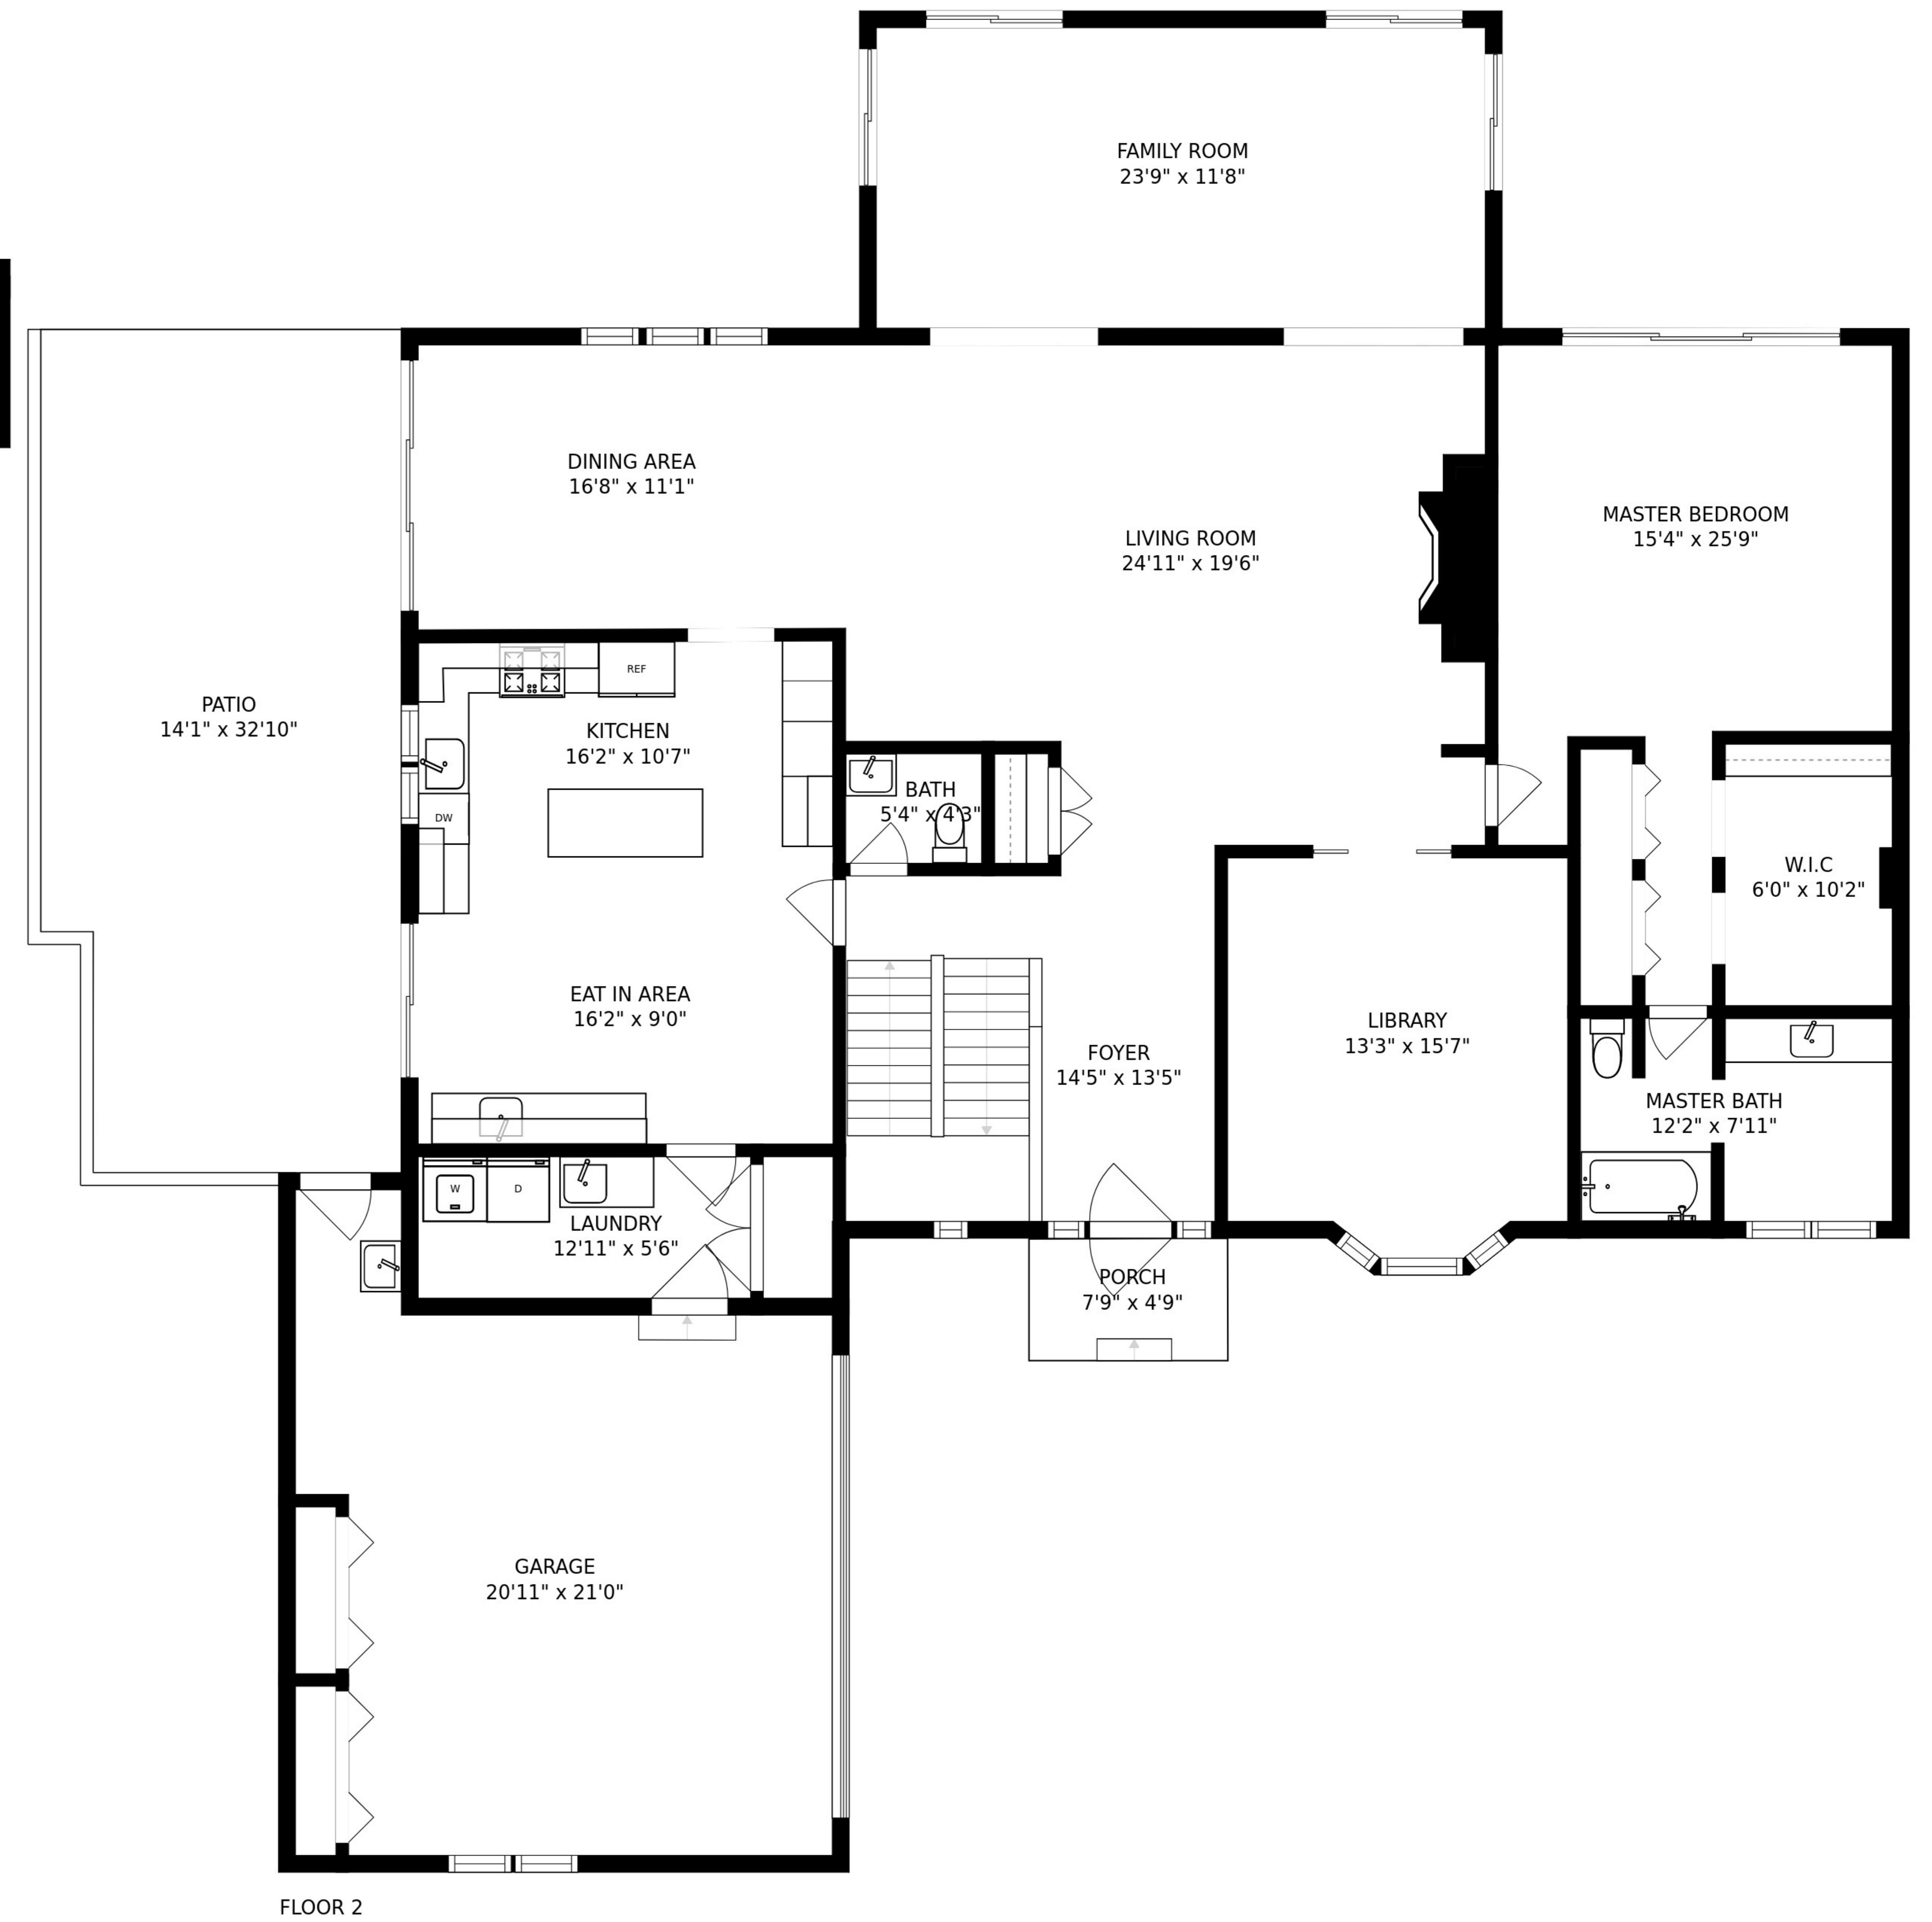 FAMILY ROOM
23'9" x 11'8"
DINING AREA
16'8" x 11'1"
LIVING ROOM
24'11" x 19'6"
MASTER BEDROOM
15'4" x 25'9"
REF
PATIO
14'1" x 32'10"
KITCHEN
16'2" x 10'7"
DW
BATH
5'4" x 4'3"
W.I.C
6'0" x 10'2"
EAT IN AREA
16'2" x 9'0"
FOYER
14'5" x 13'5"
LIBRARY
13'3" x 15'7"
MASTER BATH
12'2" x 7'11"
W
D
LAUNDRY
12'11" x 5'6"
PORCH
7'9" x 4'9"
GARAGE
20'11" x 21'0"
FLOOR 2